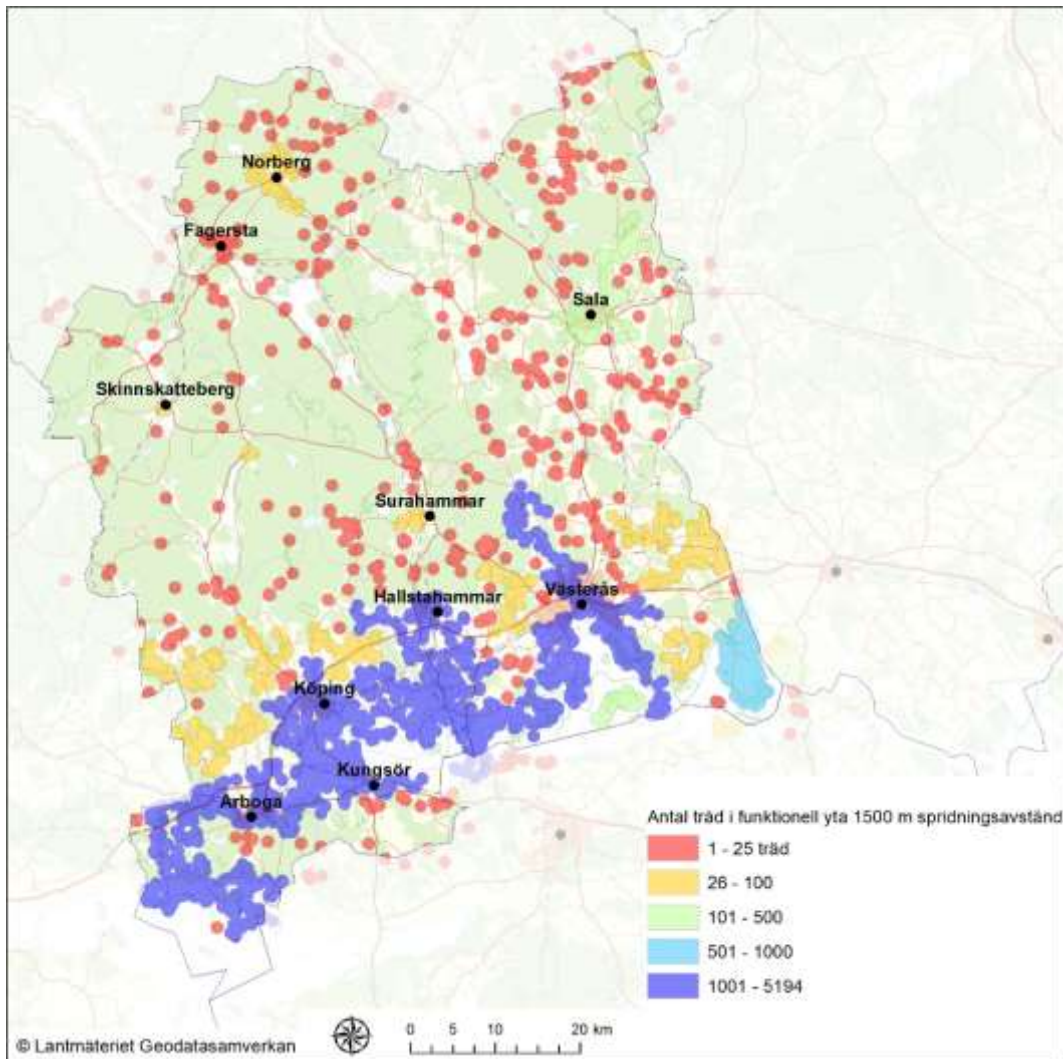 Norberg
Fagersta
Sala
Skinnskatteberg
Surahammar
Västerås
Hallstahammar
Köping
Kungsör
Arboga
Antal träd i funktionell yta 1500 m spridningsavstånd
1 - 25 träd
26 - 100
101 - 500
501 - 1000
1001 - 5194
0 5 10 20 km
© Lantmäteriet Geodatasamverkan